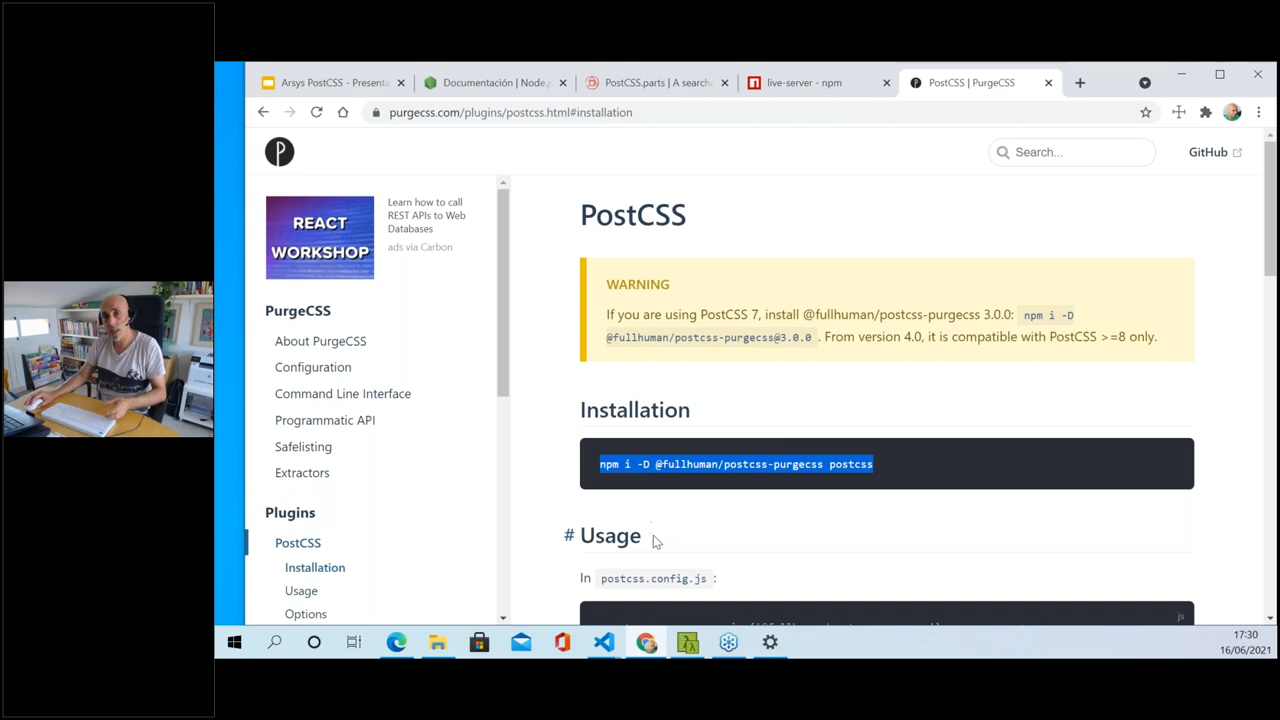 Arsys PostCSS - Presenta
Documentación | Node.j
PostCSS.parts | A search
live-server - npm
PostCSS | PurgeCSS
purgecss.com/plugins/postcss.html#installation
Search...
GitHub
REACT
WORKSHOP
Learn how to call
REST APIs to Web
Databases
ads via Carbon
PurgeCSS
About PurgeCSS
Configuration
Command Line Interface
Programmatic API
Safelisting
Extractors
Plugins
PostCSS
Installation
Usage
Options
PostCSS
WARNING
If you are using PostCSS 7, install @fullhuman/postcss-purgecss 3.0.0: npm i -D
@fullhuman/postcss-purgecss@3.0.0 . From version 4.0, it is compatible with PostCSS >=8 only.
Installation
npm i -D @fullhuman/postcss-purgecss postcss
# Usage
In postcss.config.js :
js
17:30
16/06/2021